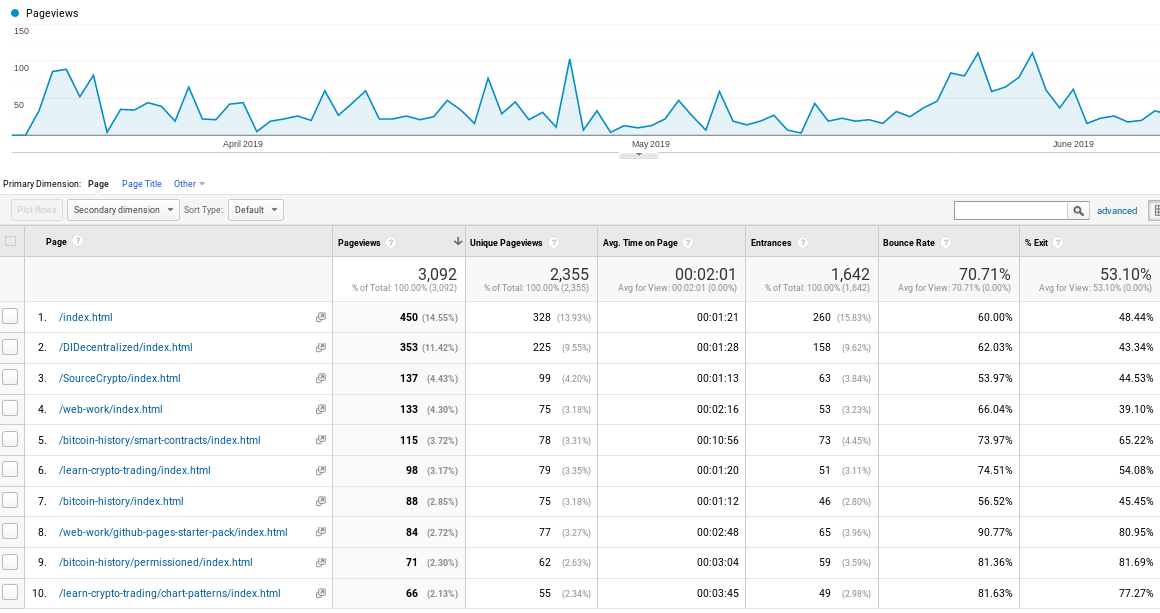 Pageviews
150
100
50
April 2019 May 2019 June 2019
Primary Dimension: Page Page Title Other
Plot Rows Secondary dimension Sort Type: Default advanced
Page ? Pageviews ? Unique Pageviews ? Avg. Time on Page ? Entrances ? Bounce Rate ? % Exit ?
3,092 2,355 00:02:01 1,642 70.71% 53.10%
% of Total: 100.00% (3,092) % of Total: 100.00% (2,355) Avg for View: 00:02:01 (0.00%) % of Total: 100.00% (1,642) Avg for View: 70.71% (0.00%) Avg for View: 53.10% (0.00%)
1. /index.html 450 (14.55%) 328 (13.93%) 00:01:21 260 (15.83%) 60.00% 48.44%
2. /DIDecentralized/index.html 353 (11.42%) 225 (9.55%) 00:01:28 158 (9.62%) 62.03% 43.34%
3. /SourceCrypto/index.html 137 (4.43%) 99 (4.20%) 00:01:13 63 (3.84%) 53.97% 44.53%
4. /web-work/index.html 133 (4.30%) 75 (3.18%) 00:02:16 53 (3.23%) 66.04% 39.10%
5. /bitcoin-history/smart-contracts/index.html 115 (3.72%) 78 (3.31%) 00:10:56 73 (4.45%) 73.97% 65.22%
6. /learn-crypto-trading/index.html 98 (3.17%) 79 (3.35%) 00:01:20 51 (3.11%) 74.51% 54.08%
7. /bitcoin-history/index.html 88 (2.85%) 75 (3.18%) 00:01:12 46 (2.80%) 56.52% 45.45%
8. /web-work/github-pages-starter-pack/index.html 84 (2.72%) 77 (3.27%) 00:02:48 65 (3.96%) 90.77% 80.95%
9. /bitcoin-history/permissioned/index.html 71 (2.30%) 62 (2.63%) 00:03:04 59 (3.59%) 81.36% 81.69%
10. /learn-crypto-trading/chart-patterns/index.html 66 (2.13%) 55 (2.34%) 00:03:45 49 (2.98%) 81.63% 77.27%